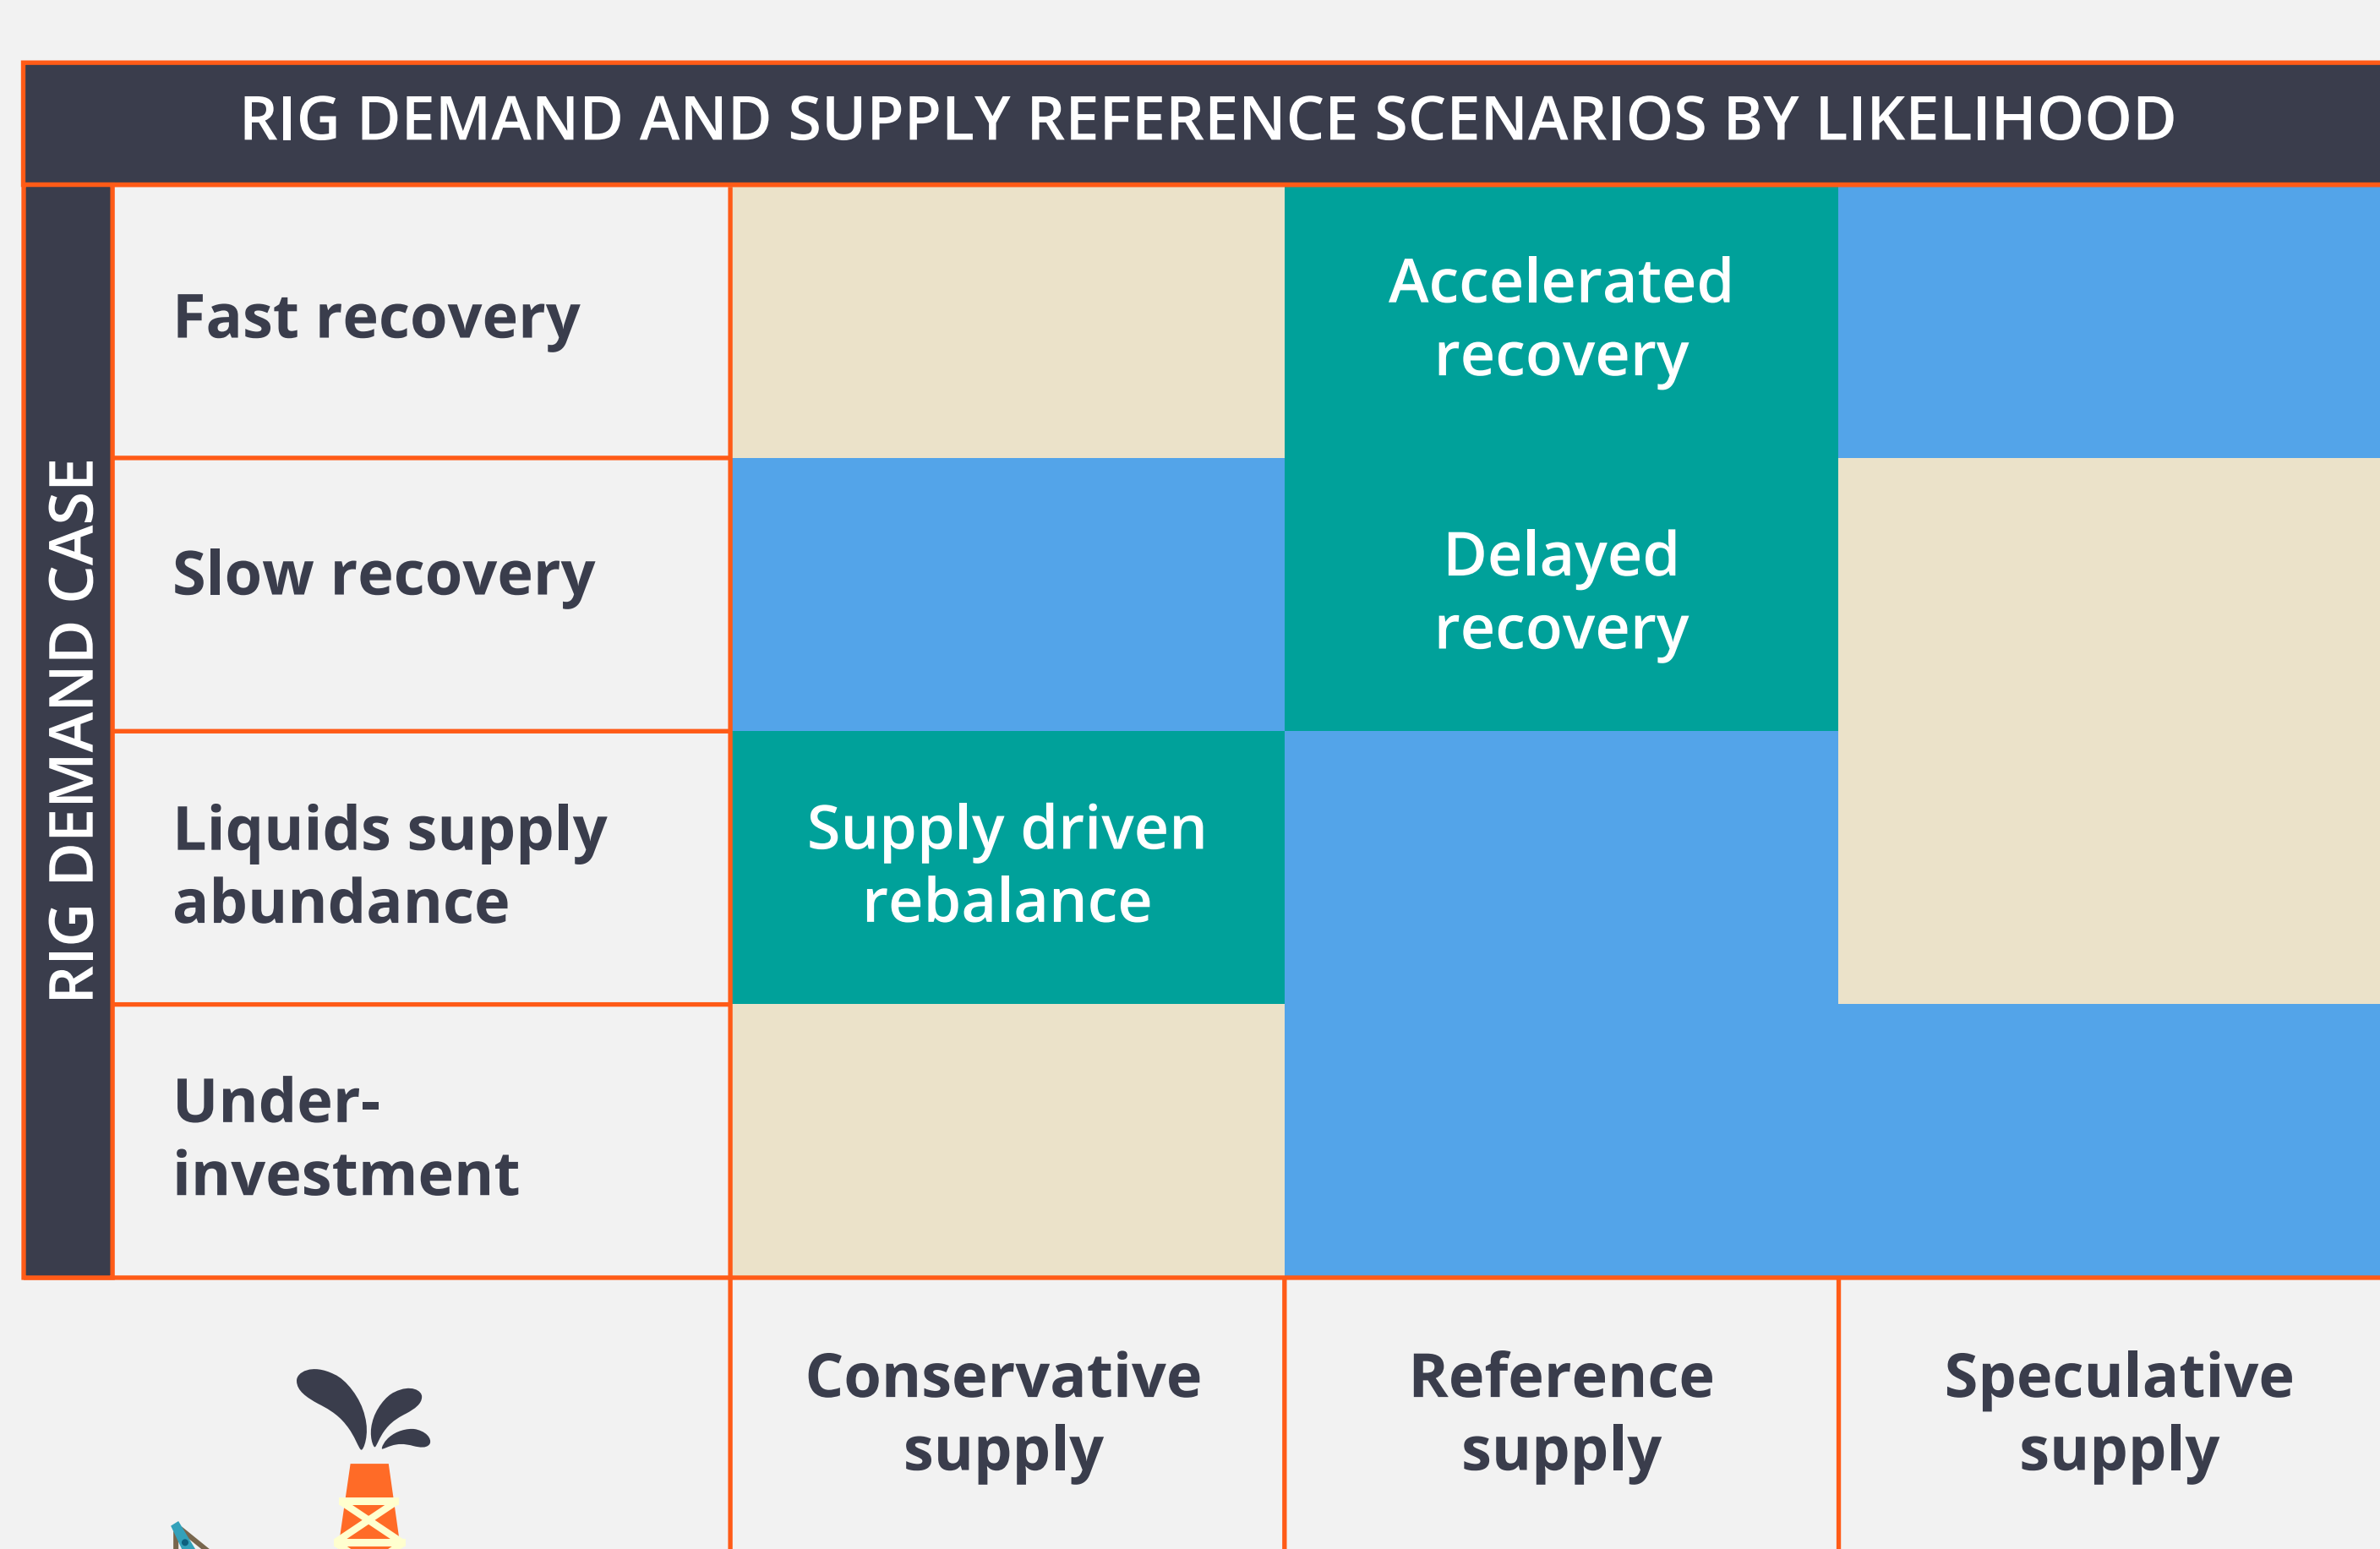 RIG DEMAND AND SUPPLY REFERENCE SCENARIOS BY LIKELIHOOD
RIG DEMAND CASE
Fast recovery
Accelerated
recovery
Slow recovery
Delayed
recovery
Liquids supply
abundance
Supply driven
rebalance
Under-
investment
Conservative
supply
Reference
supply
Speculative
supply